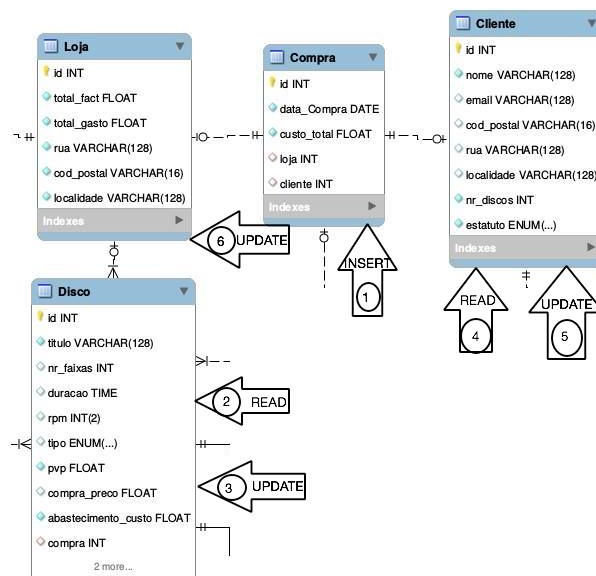 Loja
id INT
total_fact FLOAT
total_gasto FLOAT
rua VARCHAR(128)
cod_postal VARCHAR(16)
localidade VARCHAR(128)
Indexes
Compra
id INT
data_Compra DATE
custo_total FLOAT
loja INT
cliente INT
Indexes
Cliente
id INT
nome VARCHAR(128)
email VARCHAR(128)
cod_postal VARCHAR(16)
rua VARCHAR(128)
localidade VARCHAR(128)
nr_discos INT
estatuto ENUM(...)
Indexes
6 UPDATE
INSERT
1
READ
4
UPDATE
5
Disco
id INT
titulo VARCHAR(128)
nr_faixas INT
duracao TIME
rpm INT(2)
tipo ENUM(...)
pvp FLOAT
compra_preco FLOAT
abastecimento_custo FLOAT
compra INT
2 more...
2 READ
3 UPDATE